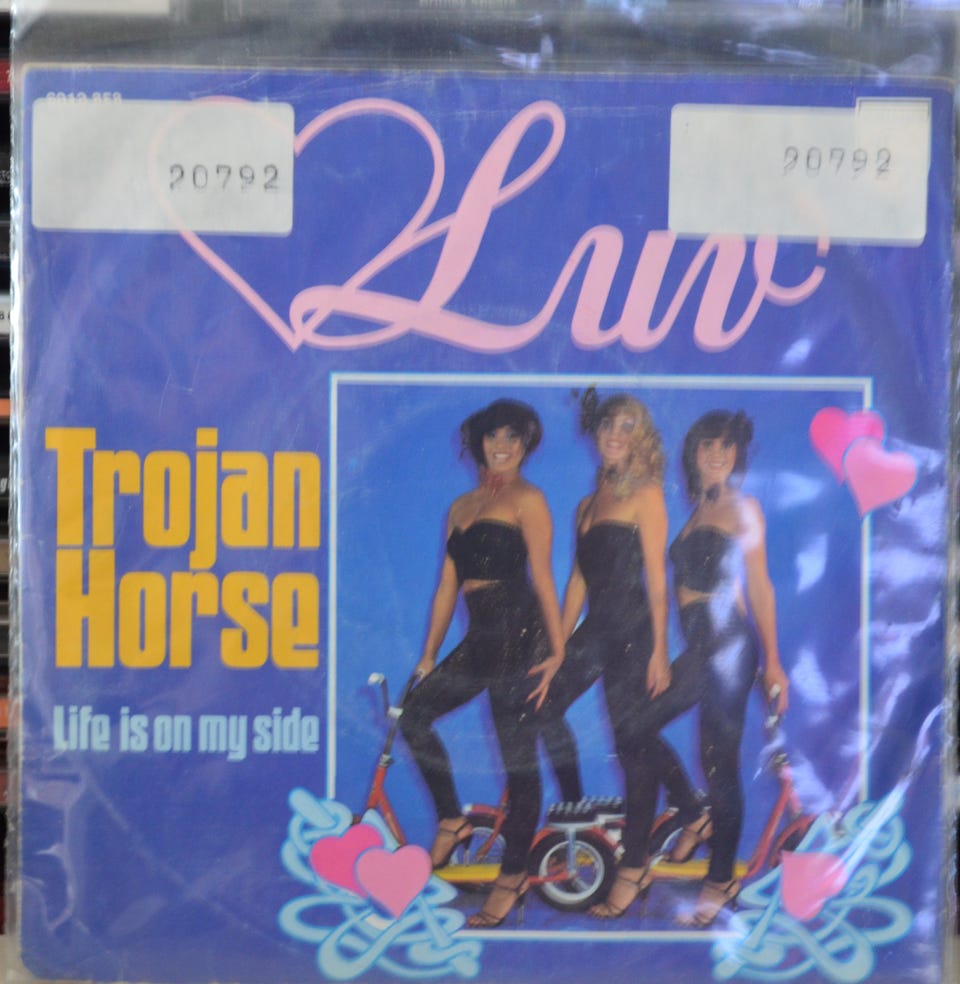 20792
20792
Luv'
Trojan
Horse
Life is on my side